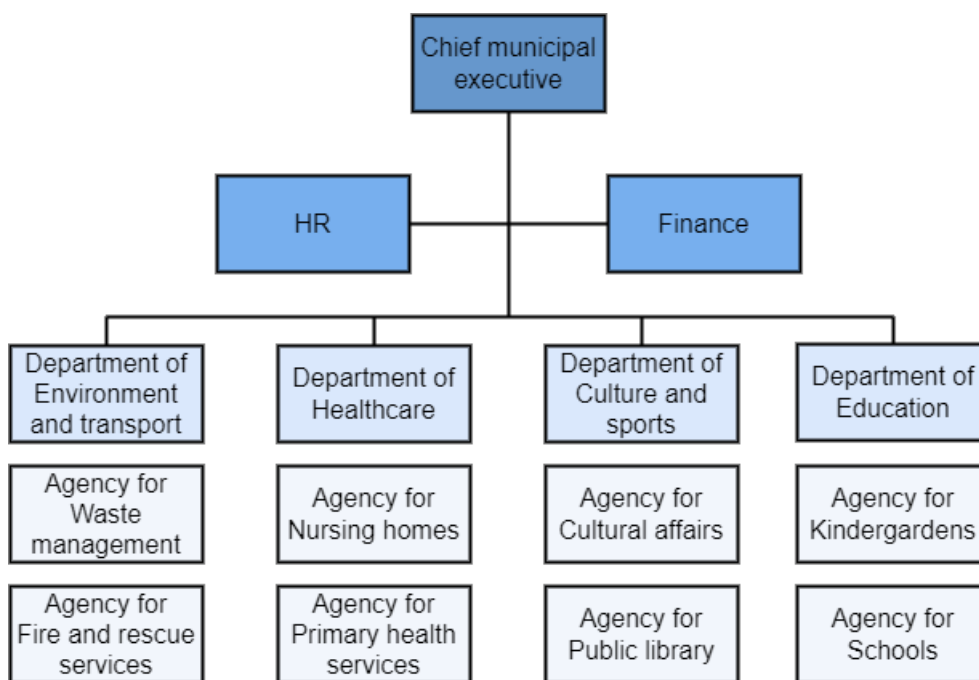 Chief municipal
executive
HR
Finance
Department of
Environment
and transport
Department of
Healthcare
Department of
Culture and
sports
Department of
Education
Agency for
Waste
management
Agency for
Nursing homes
Agency for
Cultural affairs
Agency for
Kindergardens
Agency for
Fire and rescue
services
Agency for
Primary health
services
Agency for
Public library
Agency for
Schools